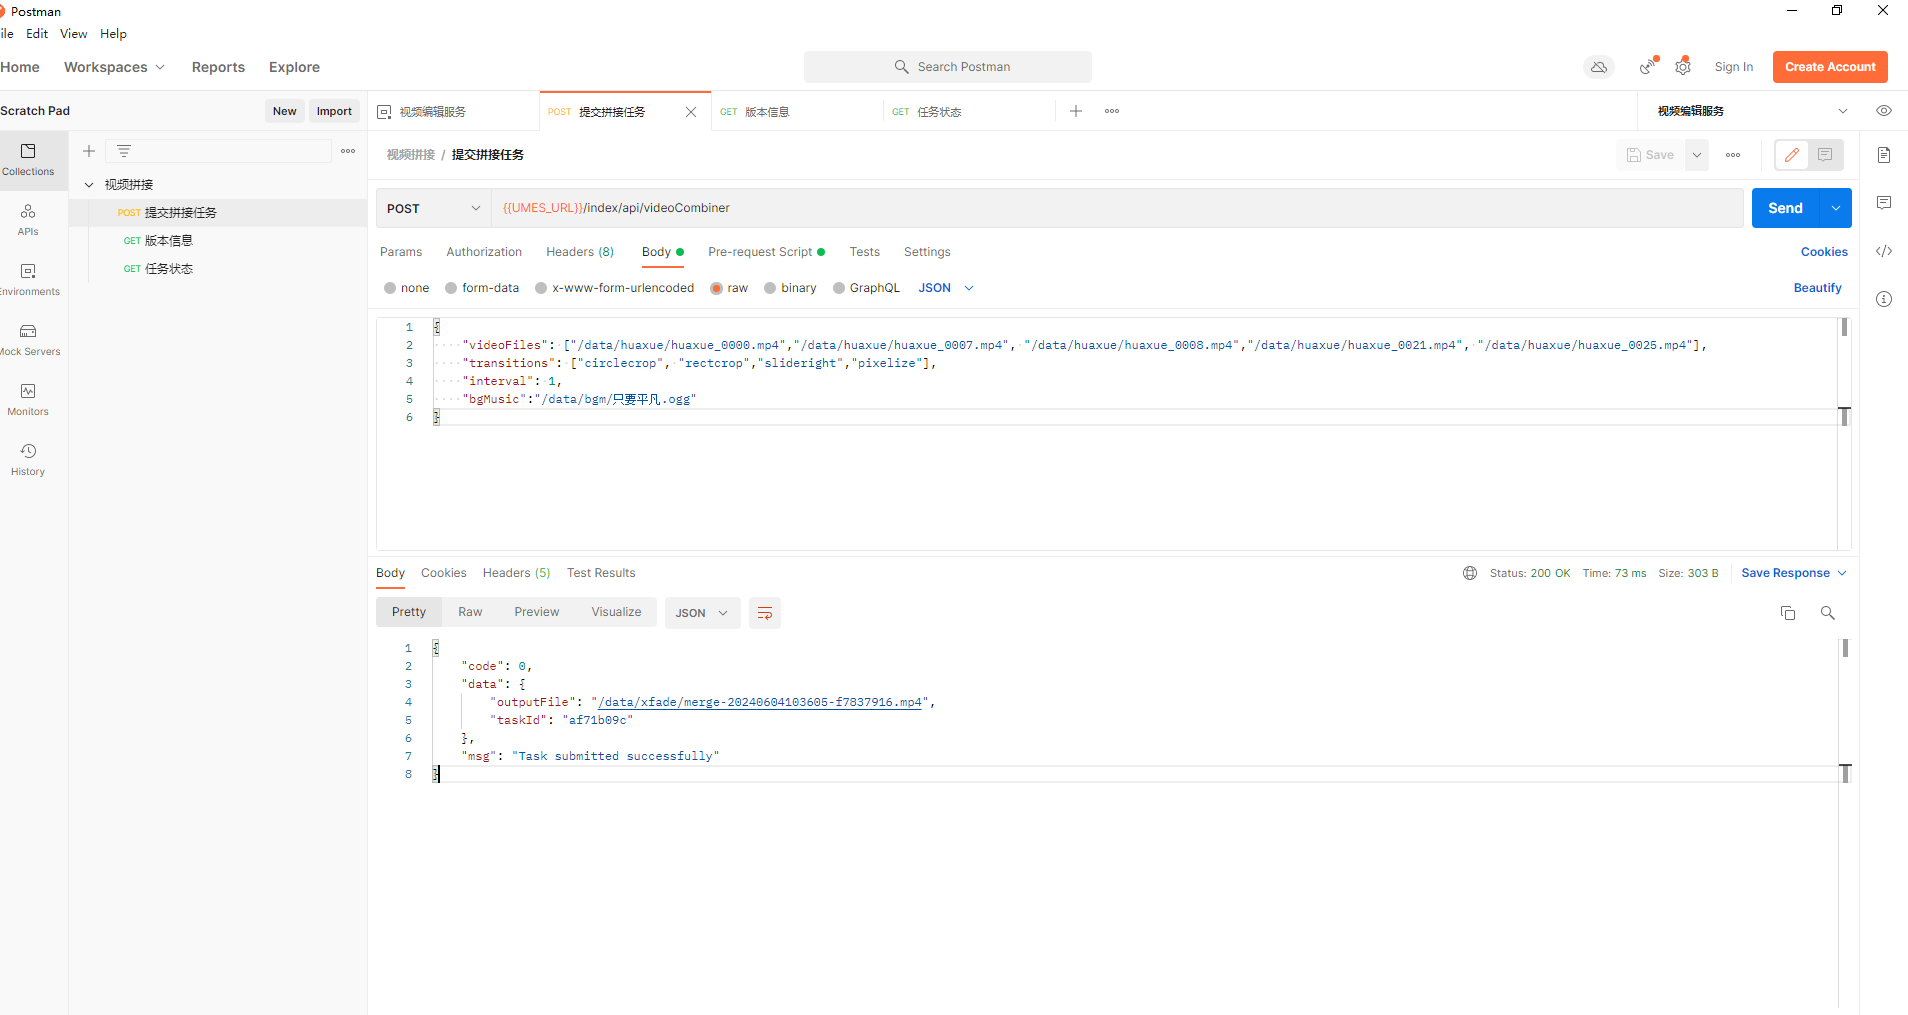 Postman
ile Edit View Help
Home Workspaces Reports Explore Search Postman Sign In Create Account
Scratch Pad New Import 视频编辑服务 POST 提交拼接任务 GET 版本信息 GET 任务状态 视频编辑服务
Collections
APIs
nvironments
Mock Servers
Monitors
History
视频拼接
POST 提交拼接任务
GET 版本信息
GET 任务状态
视频拼接 / 提交拼接任务 Save
POST {{UMES_URL}}/index/api/videoCombiner Send
Params Authorization Headers (8) Body Pre-request Script Tests Settings Cookies
none form-data x-www-form-urlencoded raw binary GraphQL JSON Beautify
1 {
2 "videoFiles": ["/data/huaxue/huaxue_0000.mp4","/data/huaxue/huaxue_0007.mp4", "/data/huaxue/huaxue_0008.mp4","/data/huaxue/huaxue_0021.mp4", "/data/huaxue/huaxue_0025.mp4"],
3 "transitions": ["circlecrop", "rectcrop","slideright","pixelize"],
4 "interval": 1,
5 "bgMusic":"/data/bgm/只要平凡.ogg"
6 }
Body Cookies Headers (5) Test Results Status: 200 OK Time: 73 ms Size: 303 B Save Response
Pretty Raw Preview Visualize JSON
1 {
2 "code": 0,
3 "data": {
4 "outputFile": "/data/xfade/merge-20240604103605-f7837916.mp4",
5 "taskId": "af71b09c"
6 },
7 "msg": "Task submitted successfully"
8 }